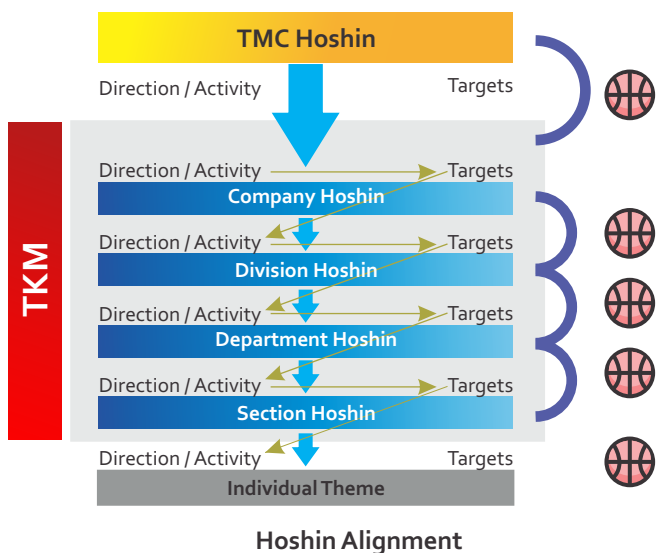 TMC Hoshin
Direction / Activity Targets
TKM
Direction / Activity Targets
Company Hoshin
Direction / Activity Targets
Division Hoshin
Direction / Activity Targets
Department Hoshin
Direction / Activity Targets
Section Hoshin
Direction / Activity Targets
Individual Theme
Hoshin Alignment